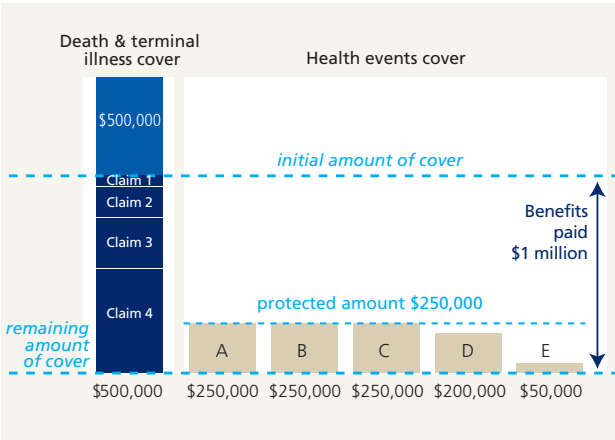 Death & terminal
illness cover
Health events cover
$500,000
initial amount of cover
Claim 1
Claim 2
Claim 3
Claim 4
Benefits
paid
$1 million
protected amount $250,000
remaining
amount
of cover
A B C D E
$500,000 $250,000 $250,000 $250,000 $200,000 $50,000